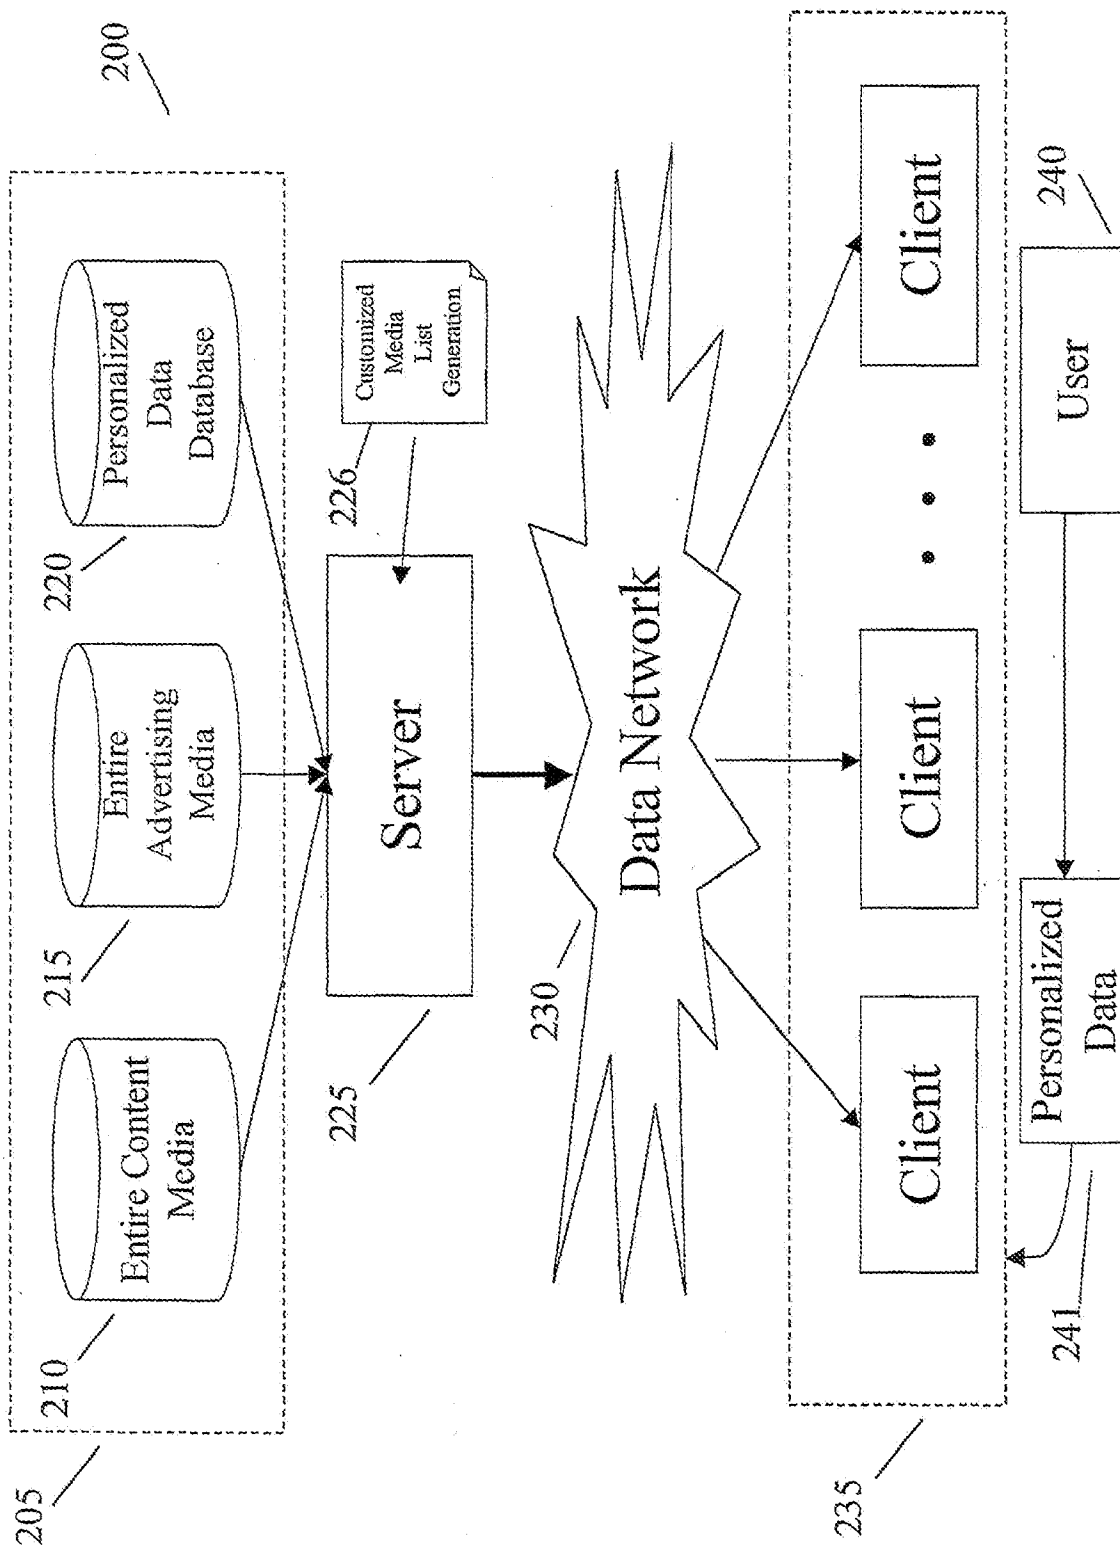 200
205
210
Entire Content
Media
215
Entire
Advertising
Media
220
Personalized
Data
Database
225
Server
226
Customized
Media
List
Generation
230
Data Network
235
Client
Client
Client
241
Personalized
Data
User
240